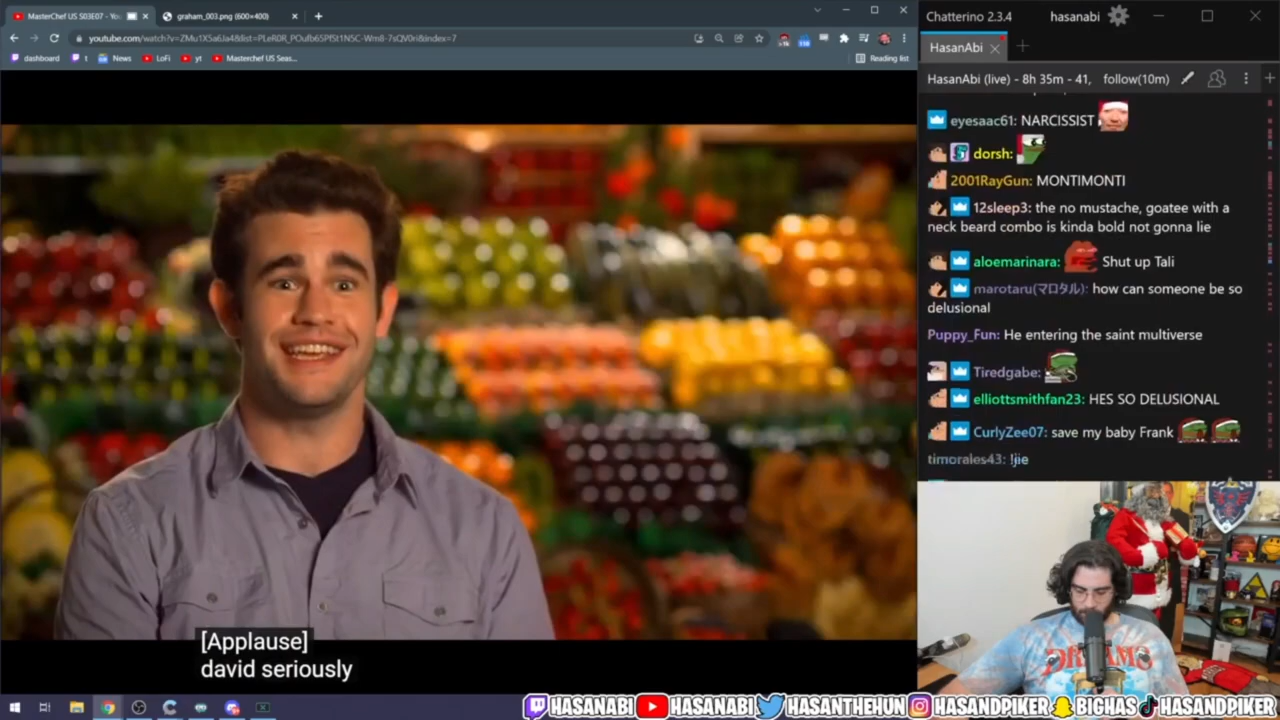 MasterChef US S03E07 - You
graham_003.png (600×400)
youtube.com/watch?v=ZMu1X5a6Ja4&list=PLeR0R_POufb65PfSt1N5C-Wm8-7sQV0ri&index=7
dashboard
t
News
LoFi
yt
Masterchef US Seas...
Reading list
[Applause]
david seriously
Chatterino 2.3.4
hasanabi
HasanAbi
HasanAbi (live) - 8h 35m - 41,
follow(10m)
eyesaac61: NARCISSIST
dorsh:
2001RayGun: MONTIMONTI
12sleep3: the no mustache, goatee with a
neck beard combo is kinda bold not gonna lie
aloemarinara: Shut up Tali
marotaru(マロタル): how can someone be so
delusional
Puppy_Fun: He entering the saint multiverse
Tiredgabe:
elliottsmithfan23: HES SO DELUSIONAL
CurlyZee07: save my baby Frank
timorales43: !jie
DREAMS
HASANABI
HASANABI
HASANTHEHUN
HASANDPIKER
BIGHAS
HASANDPIKER